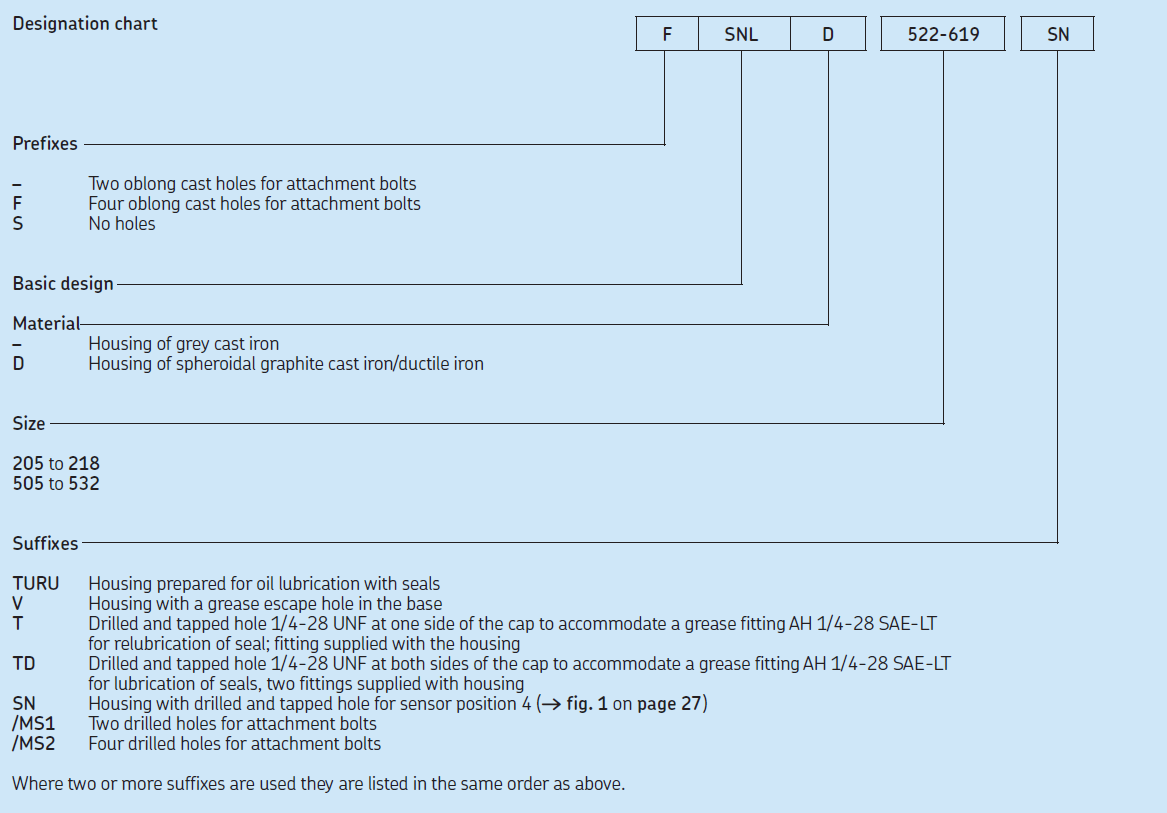 Designation chart
F SNL D 522-619 SN
Prefixes
– Two oblong cast holes for attachment bolts
F Four oblong cast holes for attachment bolts
S No holes
Basic design
Material
– Housing of grey cast iron
D Housing of spheroidal graphite cast iron/ductile iron
Size
205 to 218
505 to 532
Suffixes
TURU Housing prepared for oil lubrication with seals
V Housing with a grease escape hole in the base
T Drilled and tapped hole 1/4-28 UNF at one side of the cap to accommodate a grease fitting AH 1/4-28 SAE-LT
for relubrication of seal; fitting supplied with the housing
TD Drilled and tapped hole 1/4-28 UNF at both sides of the cap to accommodate a grease fitting AH 1/4-28 SAE-LT
for lubrication of seals, two fittings supplied with housing
SN Housing with drilled and tapped hole for sensor position 4 (→ fig. 1 on page 27)
/MS1 Two drilled holes for attachment bolts
/MS2 Four drilled holes for attachment bolts
Where two or more suffixes are used they are listed in the same order as above.